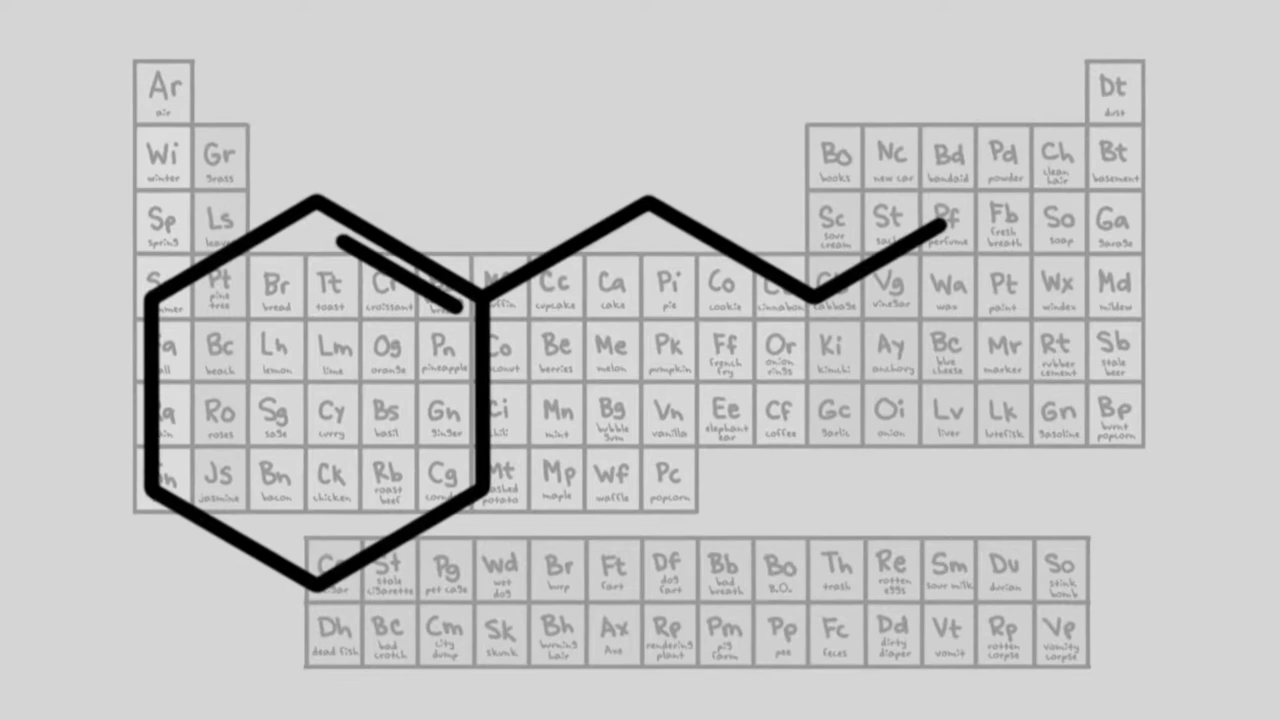 Ar Dt
air dust
Wi Gr Bo Nc Bd Pd Ch Bt
winter grass books new car bandaid powder clean hair basement
Sp Ls Sc St Fb So Ga
spring sour cream perfume fresh breath soap garage
Pt Br Tt Cr Cc Ca Pi Co Vg Wa Pt Wx Md
pine tree bread toast croissant cupcake cake pie cookie vinegar wax paint windex mildew
Bc Lh Lm Og Pn Be Me Pk Ff Or Ki Ay Bc Mr Rt Sb
beach lemon lime orange pineapple berries melon pumpkin french fry onion rings kimchi anchovy blue cheese marker rubber cement stale beer
Ro Sg Cy Bs Gn Mn Bg Vn Ee Cf Gc Oi Lv Lk Gn Bp
roses sage curry basil ginger mint bubble gum vanilla elephant ear coffee garlic onion liver lutefisk gasoline burnt popcorn
Js Bn Ck Rb Cg Mp Wf Pc
jasmine bacon chicken roast beef maple waffle popcorn
St Pg Wd Br Ft Df Bb Bo Th Re Sm Du So
stale cigarette pet cage wet dog burp fart dog fart bad breath B.O. trash rotten eggs sour milk durian stink bomb
Dh Bc Cm Sk Bh Ax Rp Pm Pp Fc Dd Vt Rp Vp
dead fish bad crotch city dump skunk burning hair Axe rendering plant pig farm pee feces dirty diaper vomit rotten corpse vomity corpse